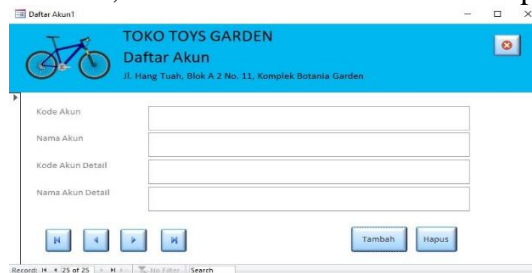 Daftar Akun1
TOKO TOYS GARDEN
Daftar Akun
Jl. Hang Tuah, Blok A 2 No. 11, Komplek Botania Garden
Kode Akun
Nama Akun
Kode Akun Detail
Nama Akun Detail
Tambah Hapus
Record: 25 of 25 No Filter Search